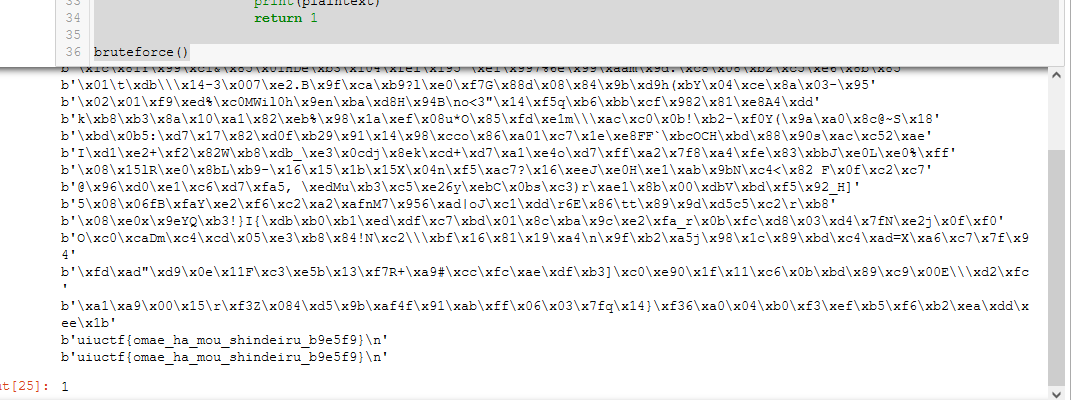 33 print(plaintext)
34 return 1
35
36 bruteforce()
b'\x01\t\xdb\\\x14-3\x007\xe2.B\x9f\xca\xb9?l\xe0\xf7G\x88d\x08\x84\x9b\xd9h(xbY\x04\xce\x8a\x03-\x95'
b'\x02\x01\xf9\xed%\xc0MWil0h\x9en\xba\xd8H\x94B\nc<3"\x14\xf5q\xb6\xbb\xcf\x982\x81\xe8A4\xdd'
b'k\xb8\xb3\x8a\x10\xa1\x82\xeb%\x98\x1a\xef\x08u*O\x85\xfd\xe1m\\\xac\xc0\x0b!\xb2-\xf0Y(\x9a\xa0\x8c@~S\x18'
b'\xbd\x0b5:\xd7\x17\x82\xd0f\xb29\x91\x14\x98\xcco\x86\xa01\xc7\x1e\xe8FF`\xbcOCH\xbd\x88\x90s\xac\xc52\xae'
b'I\xd1\xe2+\xf2\x82W\xb8\xdb_\xe3\x0cdj\x8ek\xcd+\xd7\xa1\xe4o\xd7\xff\xa2\x7f8\xa4\xfe\x83\xbbJ\xe0L\xe0%\xff'
b'\x08\x151R\xe0\x8bL\xb9-\x16\x15\x1b\x15X\x04n\xf5\xac7?\x16\xeeJ\xe0H\xe1\xab\x9bN\xc4<\x82 F\x0f\xc2\xc7'
b'@\x96\xd0\xe1\xc6\xd7\xfa5, \xedMu\xb3\xc5\xe26y\xebC\x0bs\xc3)r\xae1\x8b\x00\xdbV\xbd\xf5\x92_H]'
b'5\x08\x06fB\xfaY\xe2\xf6\xc2\xa2\xafnM7\x956\xad|oJ\xc1\xdd\r6E\x86\tt\x89\x9d\xd5c5\xc2\r\xb8'
b'\x08\xe0x\x9eYQ\xb3!}I{\xdb\xb0\xb1\xed\xdf\xc7\xbd\x01\x8c\xba\x9c\xe2\xfa_r\x0b\xfc\xd8\x03\xd4\x7fN\xe2j\x0f\xf0'
b'O\xc0\xcaDm\xc4\xcd\x05\xe3\xb8\x84!N\xc2\\\xbf\x16\x81\x19\xa4\n\x9f\xb2\xa5j\x98\x1c\x89\xbd\xc4\xad=X\xa6\xc7\x7f\x9
4'
b'\xfd\xad"\xd9\x0e\x11F\xc3\xe5b\x13\xf7R+\xa9#\xcc\xfc\xae\xdf\xb3]\xc0\xe90\x1f\x11\xc6\x0b\xbd\x89\xc9\x00E\\\xd2\xfc
'
b'\xa1\xa9\x00\x15\r\xf3Z\x084\xd5\x9b\xaf4f\x91\xab\xff\x06\x03\x7fq\x14}\xf36\xa0\x04\xb0\xf3\xef\xb5\xf6\xb2\xea\xdd\x
ee\x1b'
b'uiuctf{omae_ha_mou_shindeiru_b9e5f9}\n'
b'uiuctf{omae_ha_mou_shindeiru_b9e5f9}\n'
t[25]: 1